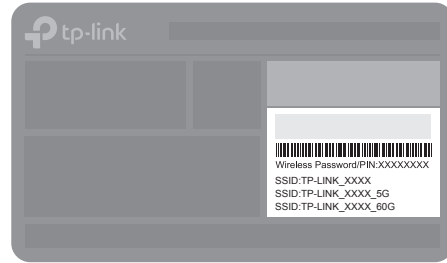 tp-link
Wireless Password/PIN:XXXXXXXX
SSID:TP-LINK_XXXX
SSID:TP-LINK_XXXX_5G
SSID:TP-LINK_XXXX_60G